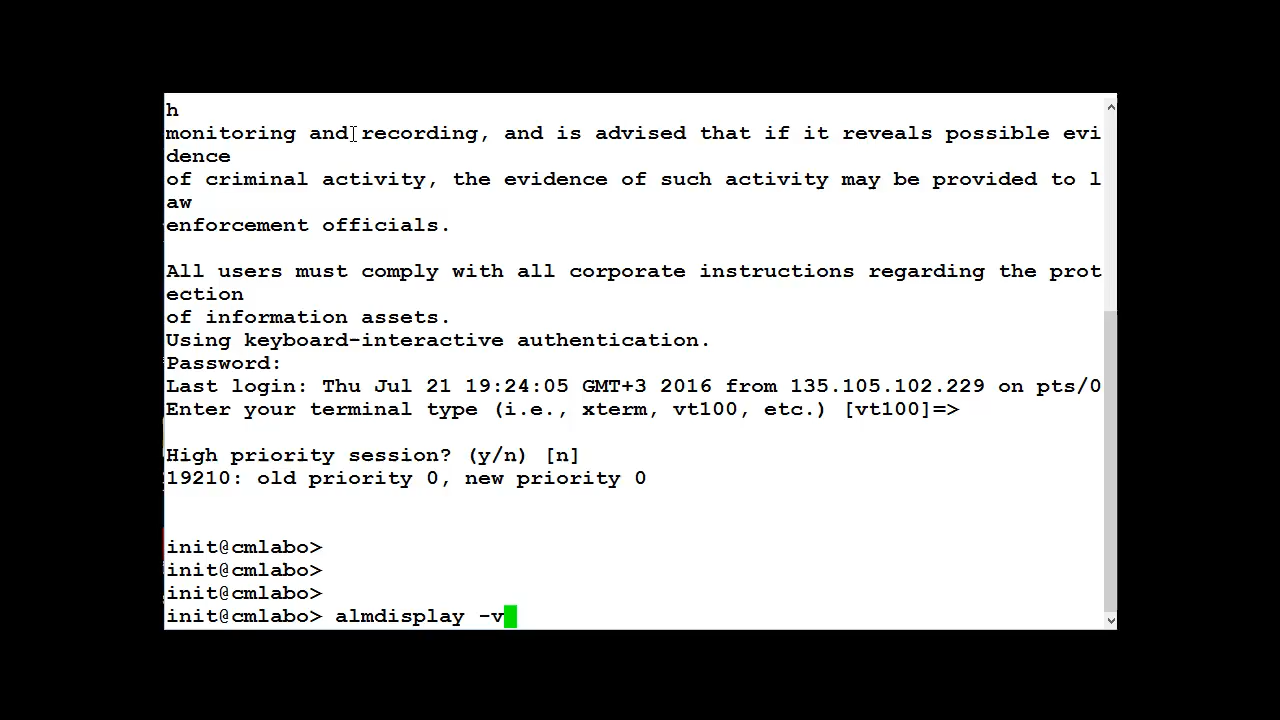 h
monitoring and recording, and is advised that if it reveals possible evi
dence
of criminal activity, the evidence of such activity may be provided to l
aw
enforcement officials.
All users must comply with all corporate instructions regarding the prot
ection
of information assets.
Using keyboard-interactive authentication.
Password:
Last login: Thu Jul 21 19:24:05 GMT+3 2016 from 135.105.102.229 on pts/0
Enter your terminal type (i.e., xterm, vt100, etc.) [vt100]=>
High priority session? (y/n) [n]
19210: old priority 0, new priority 0
init@cmlabo>
init@cmlabo>
init@cmlabo>
init@cmlabo> almdisplay -v